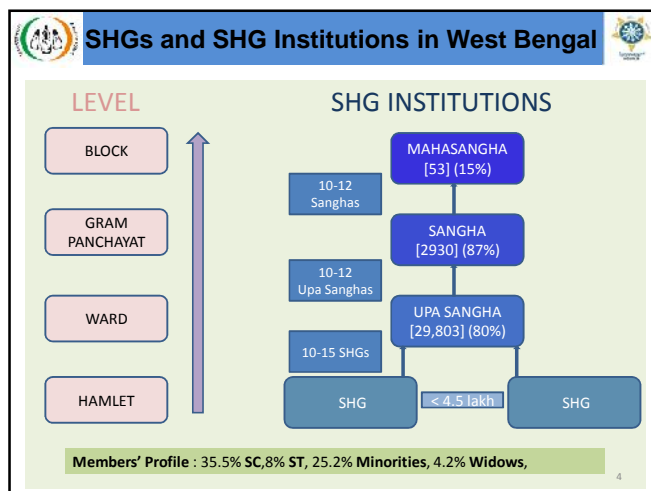 SHGs and SHG Institutions in West Bengal
LEVEL
SHG INSTITUTIONS
BLOCK
MAHASANGHA
[53] (15%)
10-12
Sanghas
GRAM
PANCHAYAT
SANGHA
[2930] (87%)
10-12
Upa Sanghas
WARD
UPA SANGHA
[29,803] (80%)
10-15 SHGs
HAMLET
SHG
< 4.5 lakh
SHG
Members’ Profile : 35.5% SC,8% ST, 25.2% Minorities, 4.2% Widows,
4